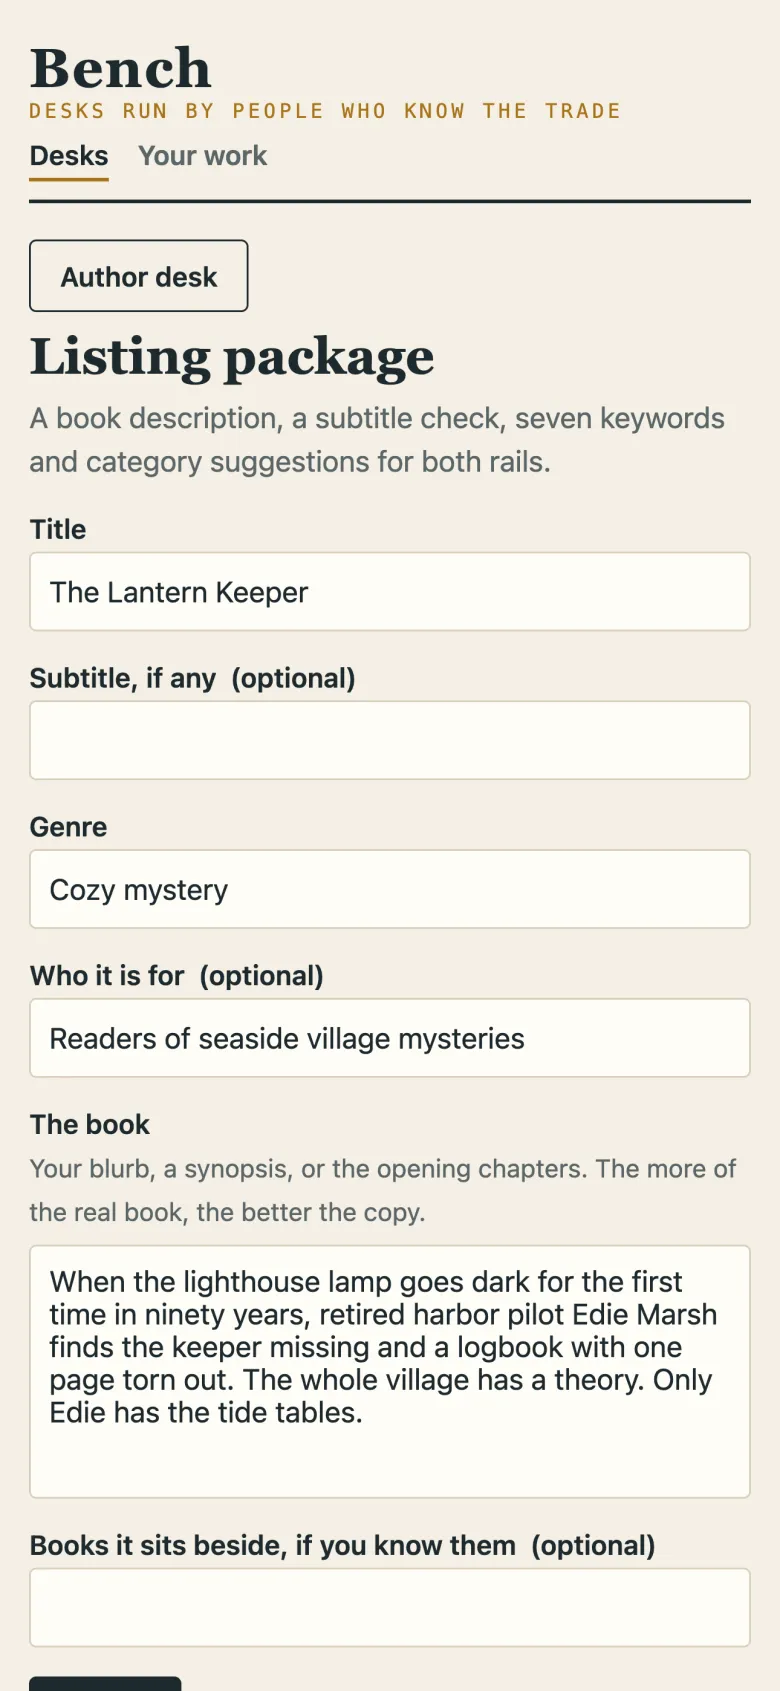 Bench
DESKS RUN BY PEOPLE WHO KNOW THE TRADE
Desks Your work
Author desk
Listing package
A book description, a subtitle check, seven keywords
and category suggestions for both rails.
Title
The Lantern Keeper
Subtitle, if any (optional)
Genre
Cozy mystery
Who it is for (optional)
Readers of seaside village mysteries
The book
Your blurb, a synopsis, or the opening chapters. The more of
the real book, the better the copy.
When the lighthouse lamp goes dark for the first
time in ninety years, retired harbor pilot Edie Marsh
finds the keeper missing and a logbook with one
page torn out. The whole village has a theory. Only
Edie has the tide tables.
Books it sits beside, if you know them (optional)